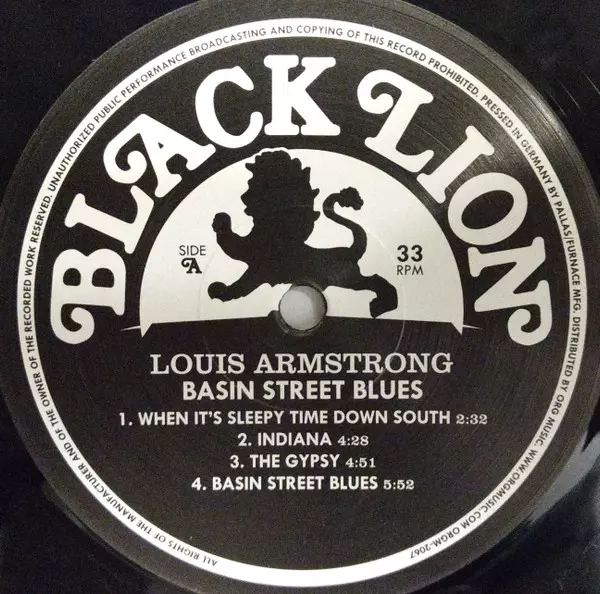 BLACK LION
SIDE
A
33
RPM
LOUIS ARMSTRONG
BASIN STREET BLUES
1. WHEN IT'S SLEEPY TIME DOWN SOUTH 2:32
2. INDIANA 4:28
3. THE GYPSY 4:51
4. BASIN STREET BLUES 5:52
ALL RIGHTS OF THE MANUFACTURER AND OF THE OWNER OF THE RECORDED WORK RESERVED. UNAUTHORIZED PUBLIC PERFORMANCE BROADCASTING AND COPYING OF THIS RECORD PROHIBITED. PRESSED IN GERMANY BY PALLAS/FURNACE MFG. DISTRIBUTED BY ORG MUSIC. WWW.ORGMUSIC.COM ORGM-2067